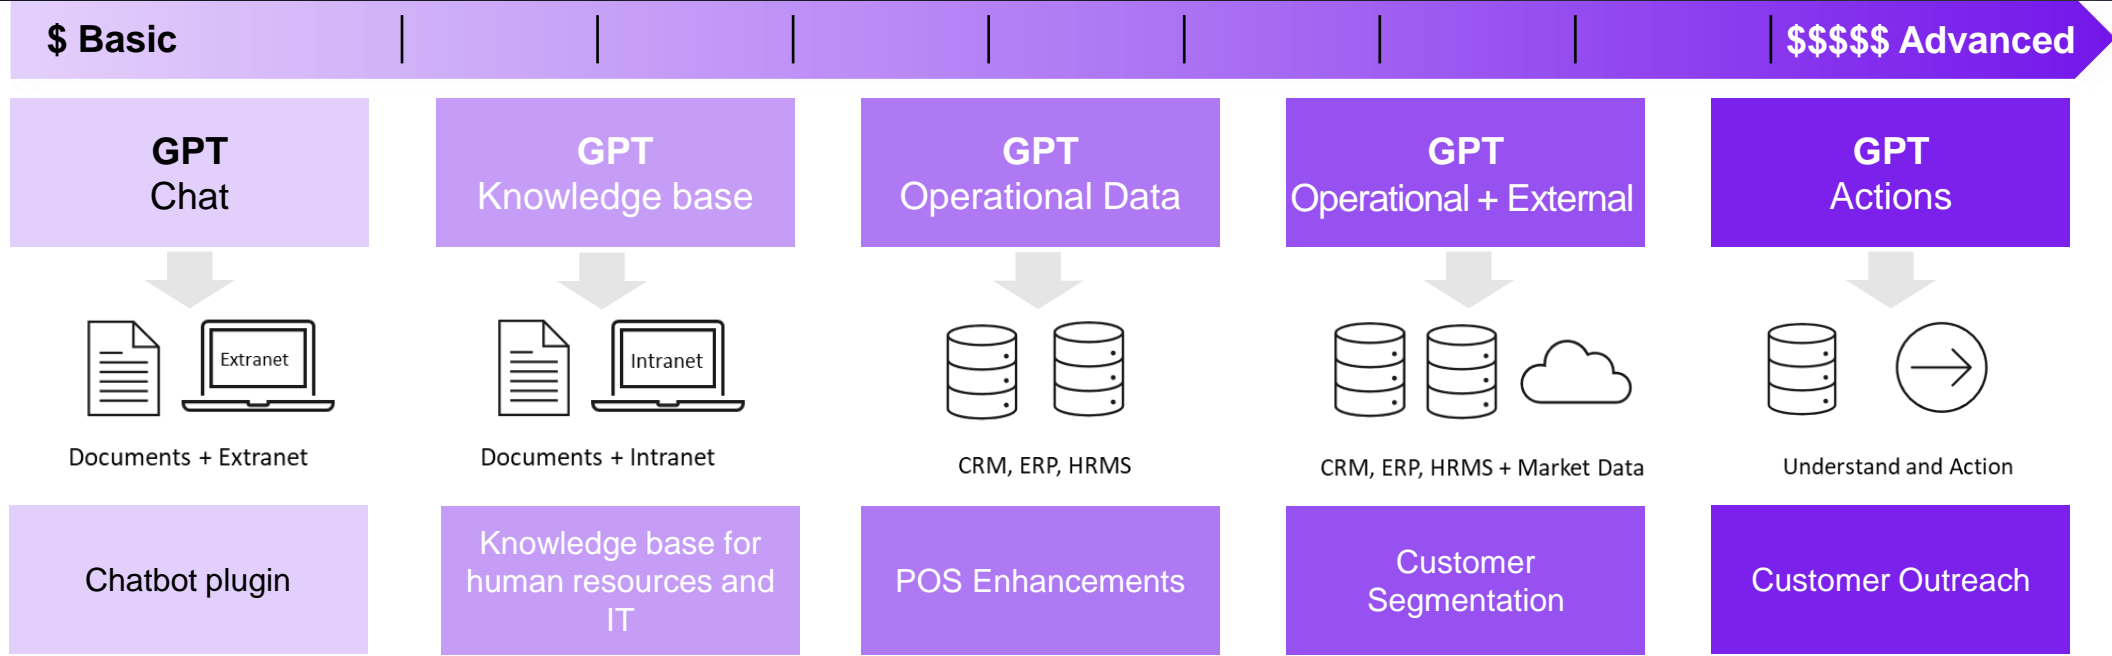 $ Basic
$$$$$ Advanced
GPT
Chat
GPT
Knowledge base
GPT
Operational Data
GPT
Operational + External
GPT
Actions
Extranet
Intranet
Documents + Extranet
Documents + Intranet
CRM, ERP, HRMS
CRM, ERP, HRMS + Market Data
Understand and Action
Chatbot plugin
Knowledge base for
human resources and
IT
POS Enhancements
Customer
Segmentation
Customer Outreach